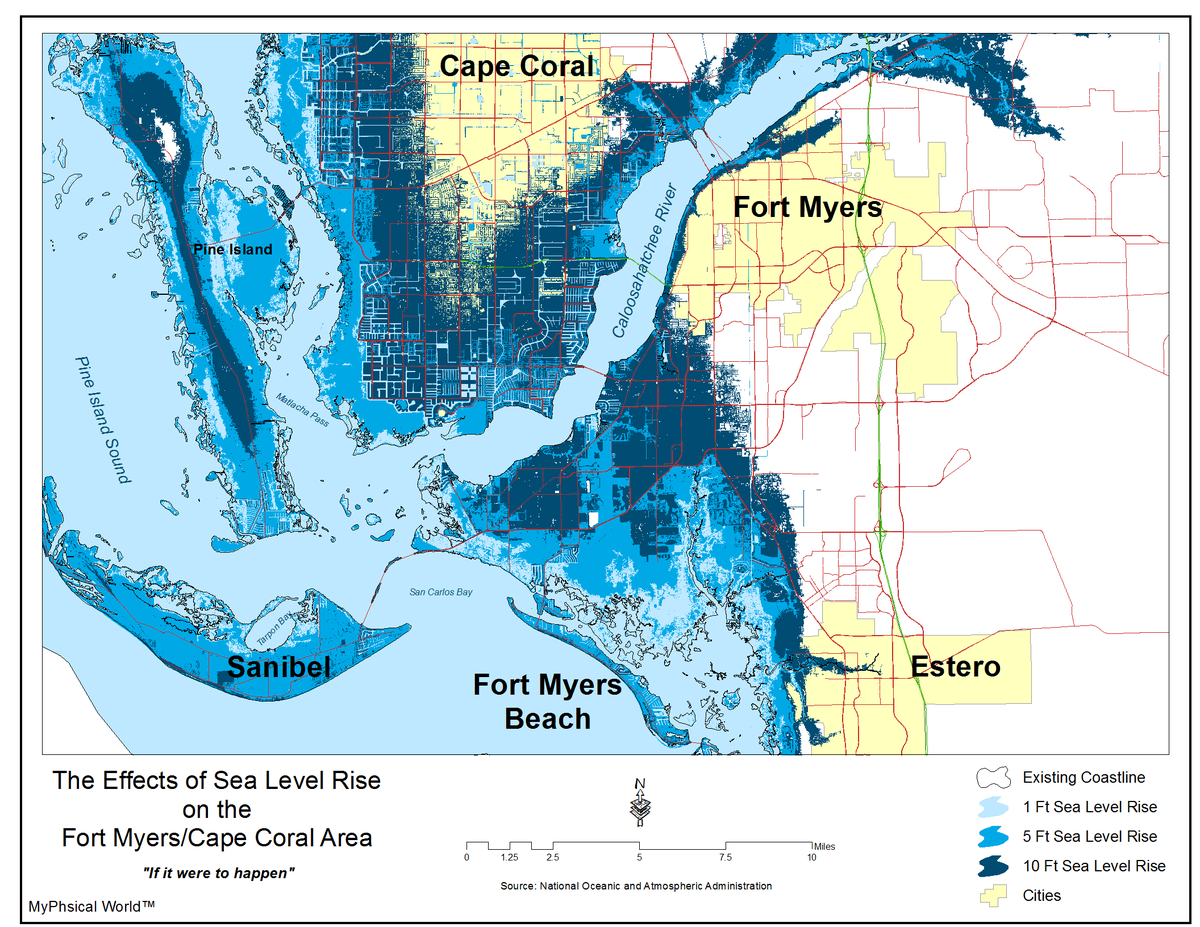 Cape Coral
Fort Myers
Pine Island
Caloosahatchee River
Pine Island Sound
Matlacha Pass
San Carlos Bay
Tarpon Bay
Sanibel
Fort Myers
Beach
Estero
The Effects of Sea Level Rise
on the
Fort Myers/Cape Coral Area
"If it were to happen"
MyPhsical World™
N
Miles
0 1.25 2.5 5 7.5 10
Source: National Oceanic and Atmospheric Administration
Existing Coastline
1 Ft Sea Level Rise
5 Ft Sea Level Rise
10 Ft Sea Level Rise
Cities